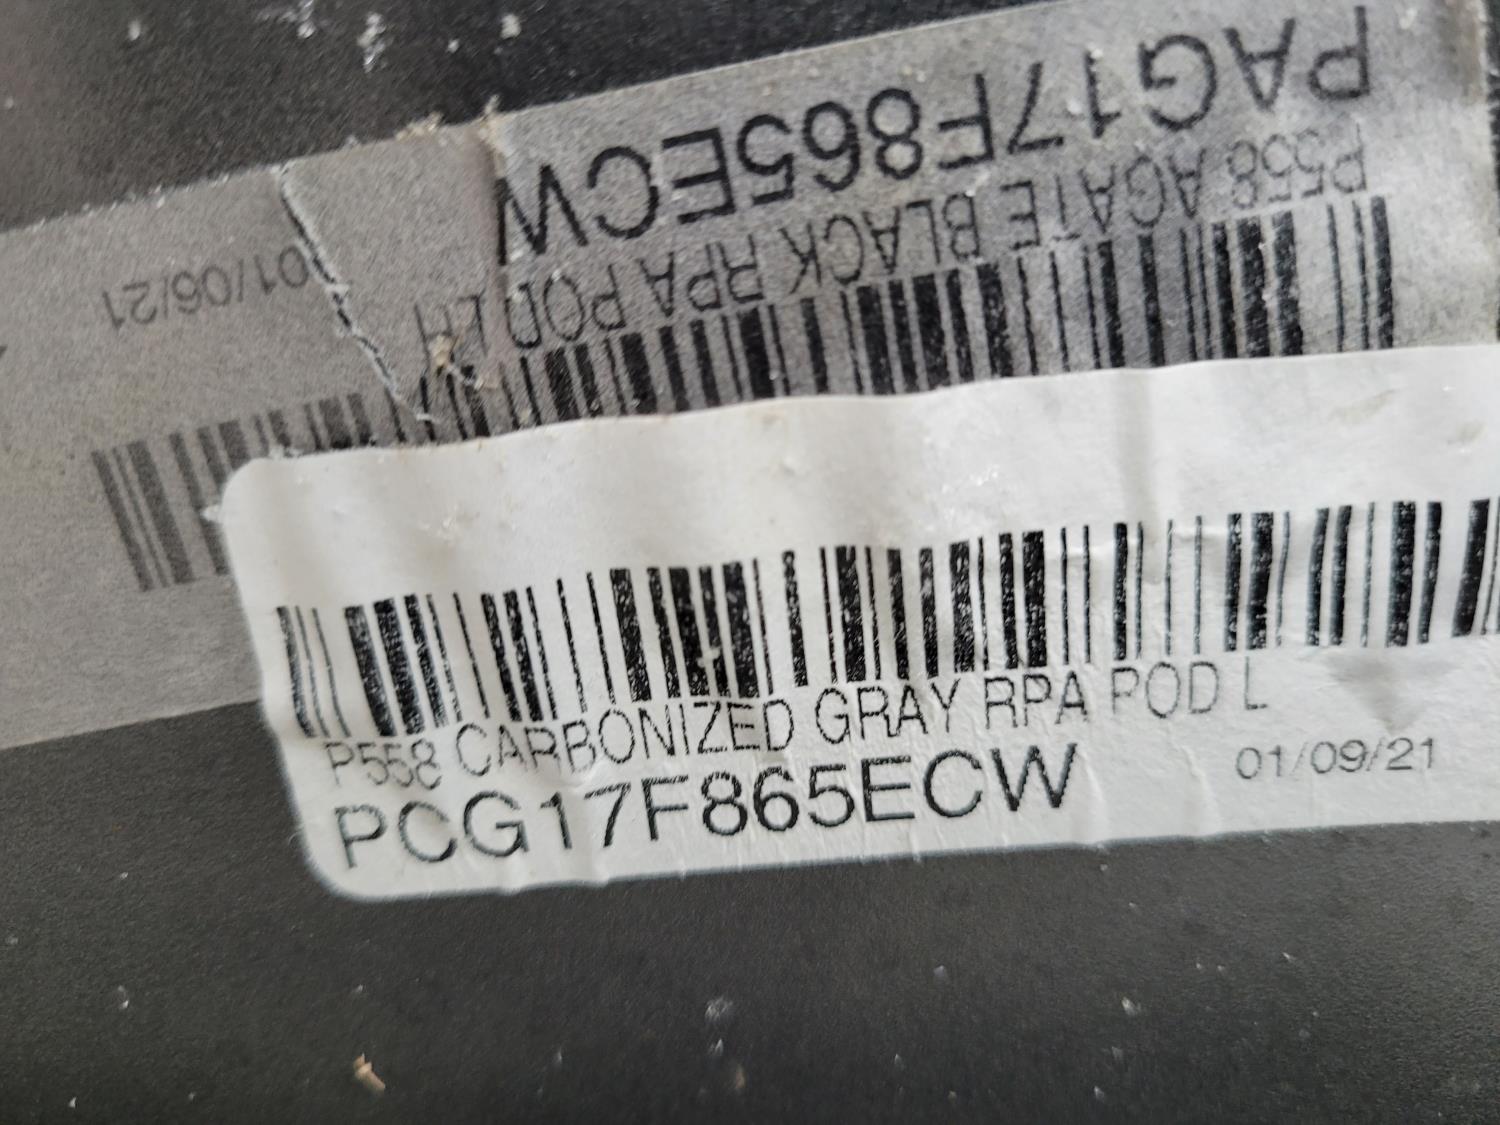 PAG17F865ECW
P558 AGATE BLACK RPA POD LH
01/06/21
P558 CARBONIZED GRAY RPA POD L
PCG17F865ECW
01/09/21